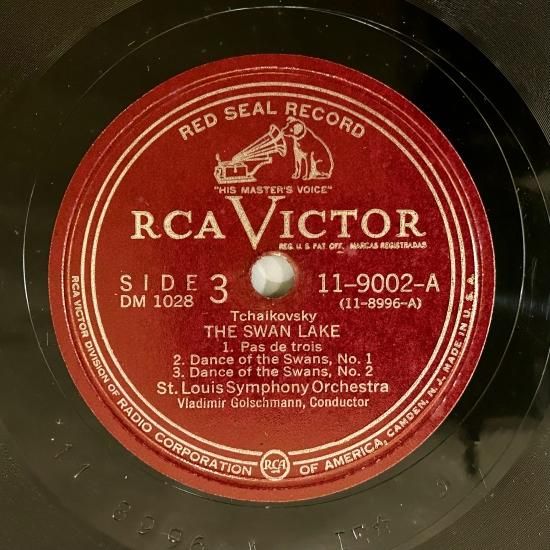 RED SEAL RECORD
"HIS MASTER'S VOICE"
RCA VICTOR
REG. U. S. PAT. OFF. MARCAS REGISTRADAS
SIDE 3
DM 1028
11-9002-A
(11-8996-A)
Tchaikovsky
THE SWAN LAKE
1. Pas de trois
2. Dance of the Swans, No. 1
3. Dance of the Swans, No. 2
St. Louis Symphony Orchestra
Vladimir Golschmann, Conductor
RCA VICTOR DIVISION OF RADIO CORPORATION OF AMERICA, CAMDEN, N. J. MADE IN U. S. A.
RCA